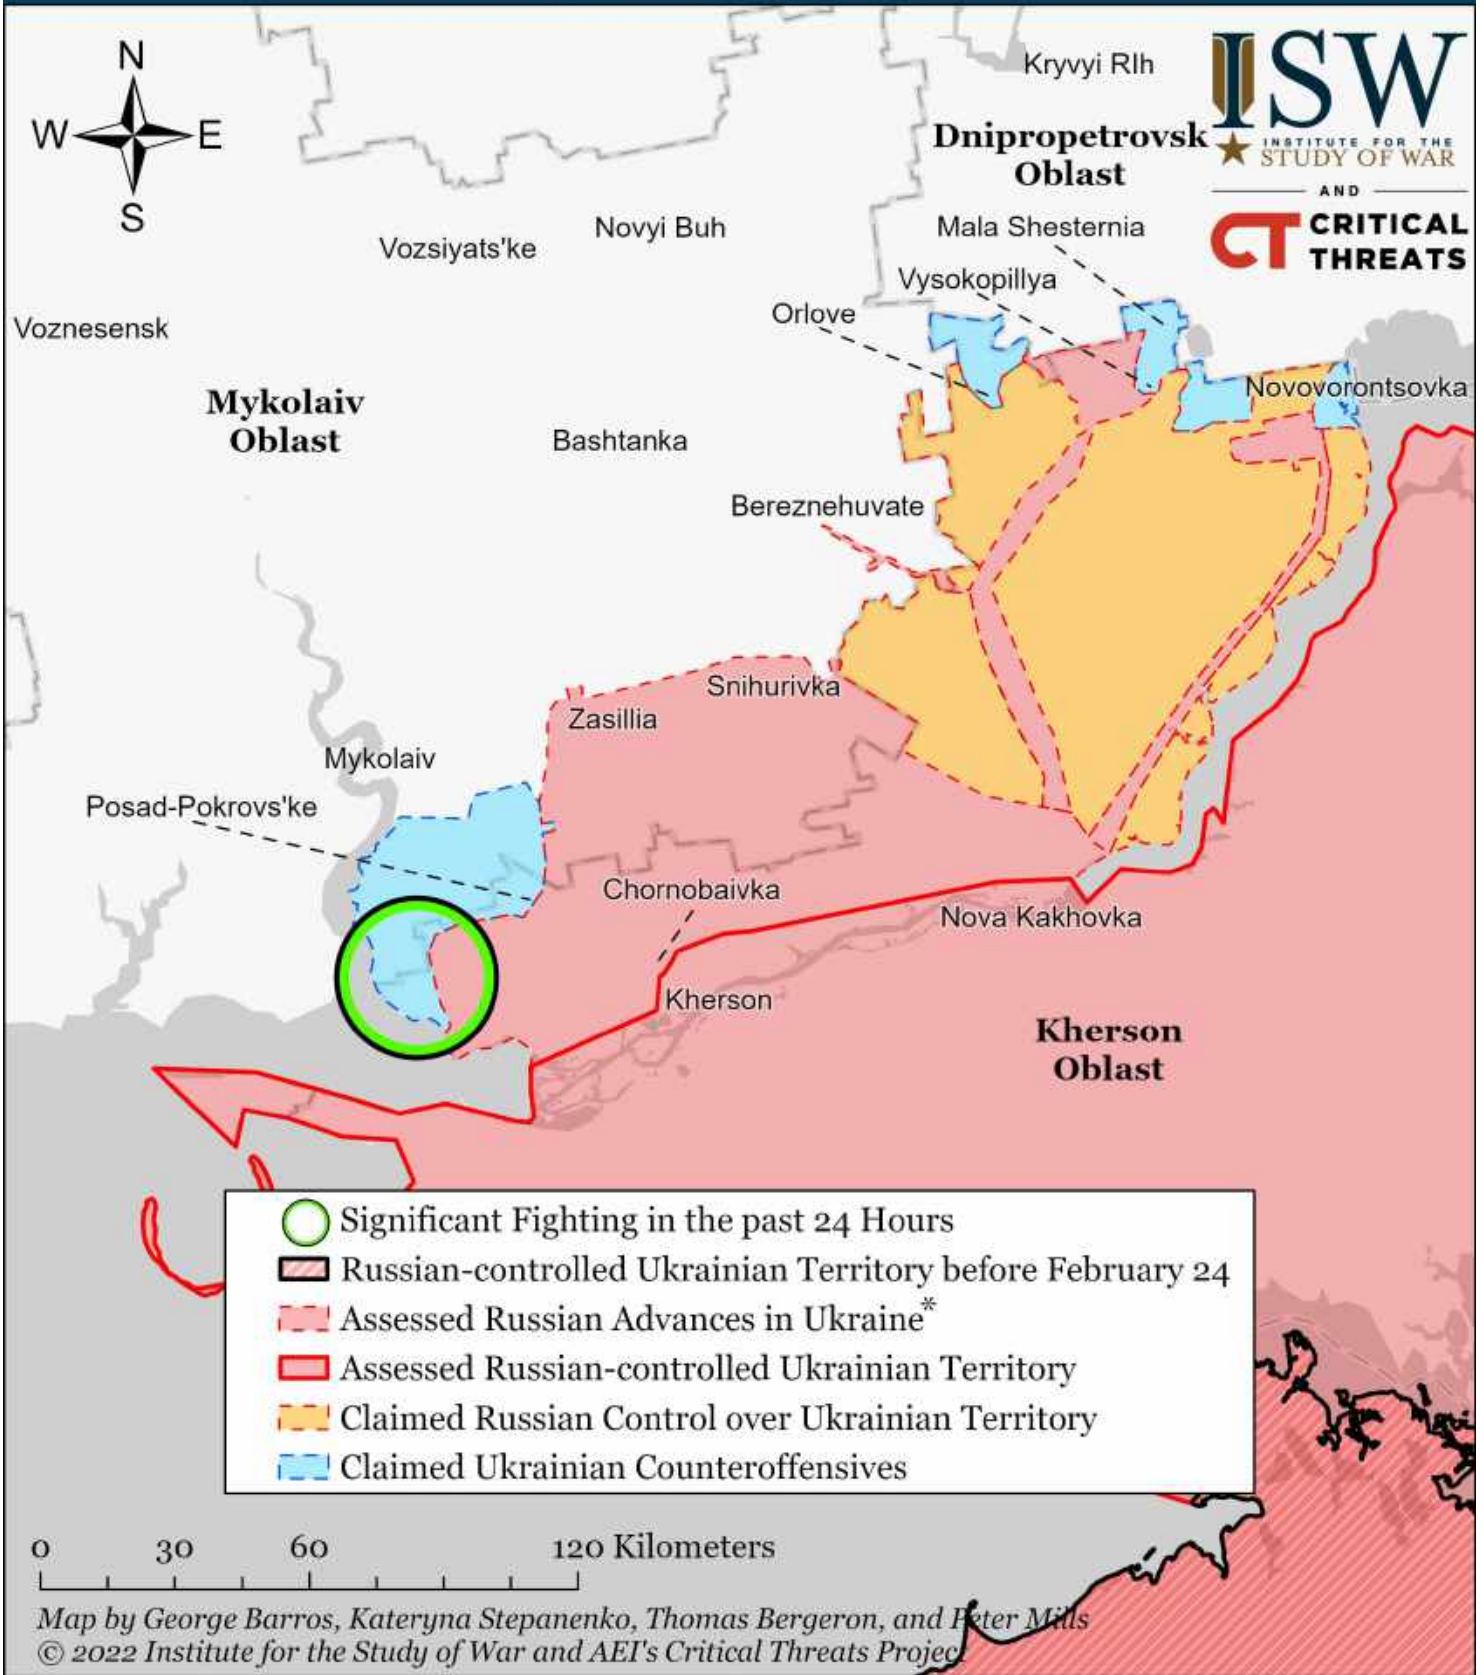 N
W E
S
Kryvyi RIh
ISW
INSTITUTE FOR THE
STUDY OF WAR
AND
CRITICAL
THREATS
CT
Dnipropetrovsk
Oblast
Mala Shesternia
Novyi Buh
Vozsiyats'ke
Vysokopillya
Orlove
Voznesensk
Novovorontsovka
Mykolaiv
Oblast
Bashtanka
Bereznehuvate
Snihurivka
Zasillia
Mykolaiv
Posad-Pokrovs'ke
Chornobaivka
Nova Kakhovka
Kherson
Kherson
Oblast
Significant Fighting in the past 24 Hours
Russian-controlled Ukrainian Territory before February 24
Assessed Russian Advances in Ukraine*
Assessed Russian-controlled Ukrainian Territory
Claimed Russian Control over Ukrainian Territory
Claimed Ukrainian Counteroffensives
0 30 60 120 Kilometers
Map by George Barros, Kateryna Stepanenko, Thomas Bergeron, and Peter Mills
© 2022 Institute for the Study of War and AEI's Critical Threats Project